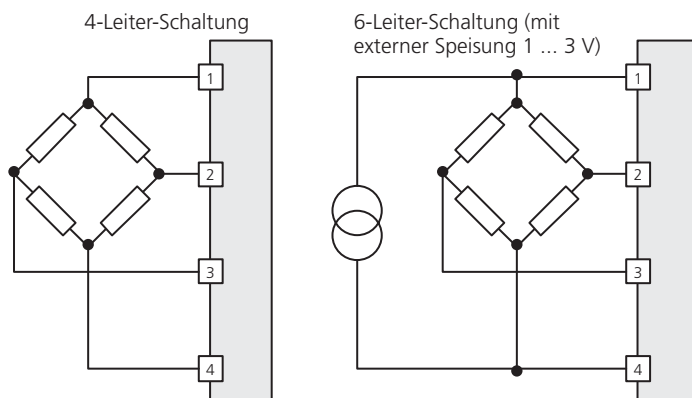 4-Leiter-Schaltung
1
2
3
4
6-Leiter-Schaltung (mit
externer Speisung 1 ... 3 V)
1
2
3
4